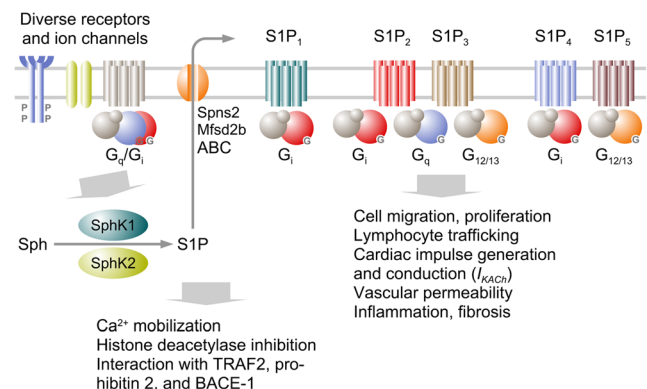 Diverse receptors
and ion channels
S1P1
S1P2
S1P3
S1P4
S1P5
P P
P P
Spns2
Mfsd2b
ABC
G G
G
G
G
G
G
G
Gq/Gi
Gi
Gi
Gq
G12/13
Gi
G12/13
SphK1
Sph
S1P
SphK2
Cell migration, proliferation
Lymphocyte trafficking
Cardiac impulse generation
and conduction (IKACh)
Vascular permeability
Inflammation, fibrosis
Ca2+ mobilization
Histone deacetylase inhibition
Interaction with TRAF2, pro-
hibitin 2, and BACE-1